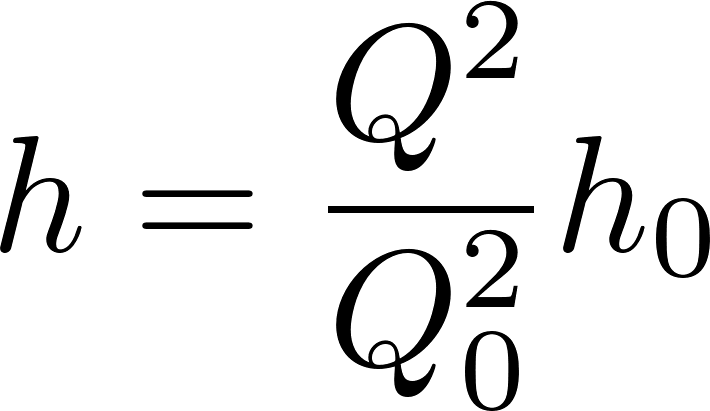 h = \frac{Q^2}{Q_0^2} h_0